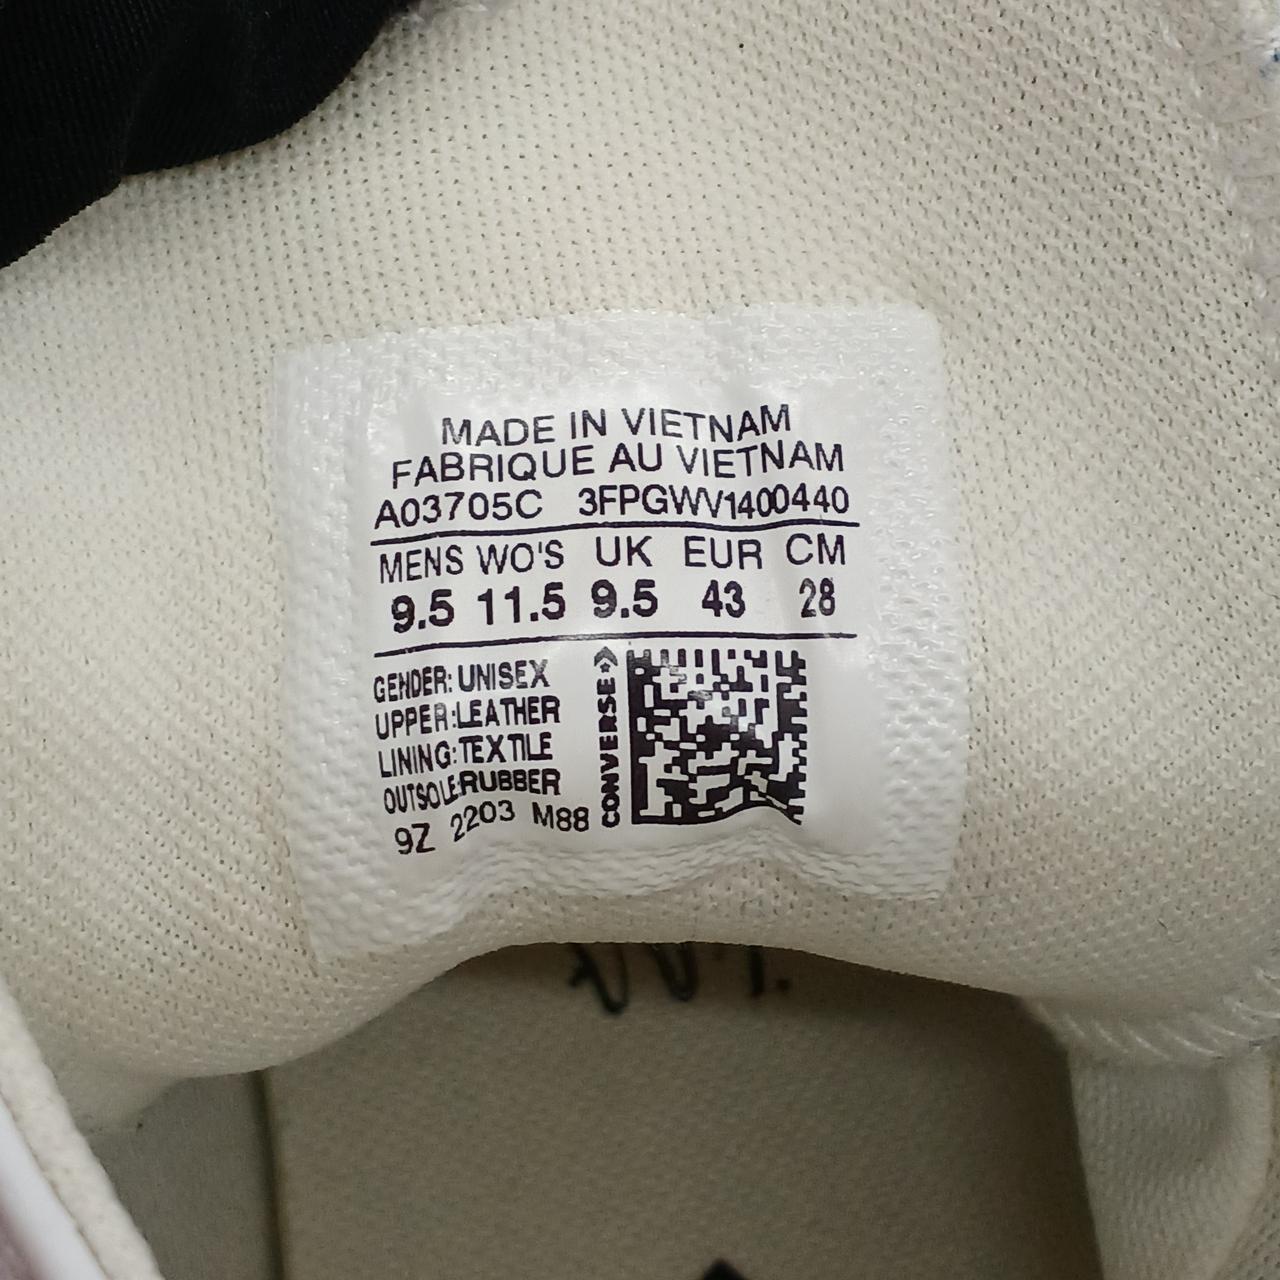 MADE IN VIETNAM
FABRIQUE AU VIETNAM
A03705C 3FPGWV1400440
MENS WO'S UK EUR CM
9.5 11.5 9.5 43 28
GENDER: UNISEX
UPPER:LEATHER
LINING:TEXTILE
OUTSOLE:RUBBER
9Z 2203 M88
CONVERSE